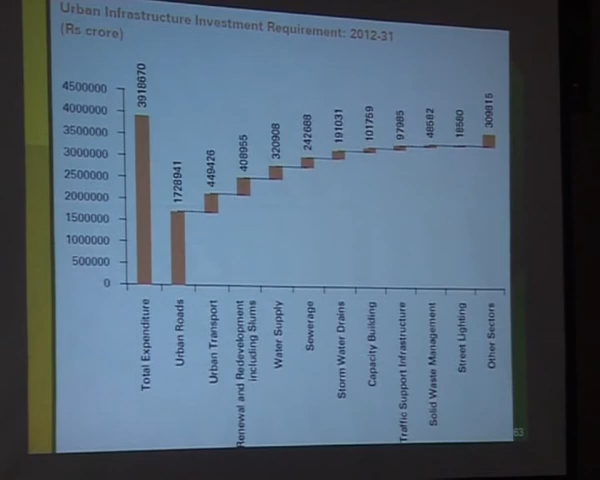 Urban Infrastructure Investment Requirement: 2012-31
(Rs crore)
4500000
4000000
3500000
3000000
2500000
2000000
1500000
1000000
500000
0
3918670
1728941
449426
408955
320908
242688
191031
101759
97985
48582
18580
309815
Total Expenditure
Urban Roads
Urban Transport
Renewal and Redevelopment
including Slums
Water Supply
Sewerage
Storm Water Drains
Capacity Building
Traffic Support Infrastructure
Solid Waste Management
Street Lighting
Other Sectors
53